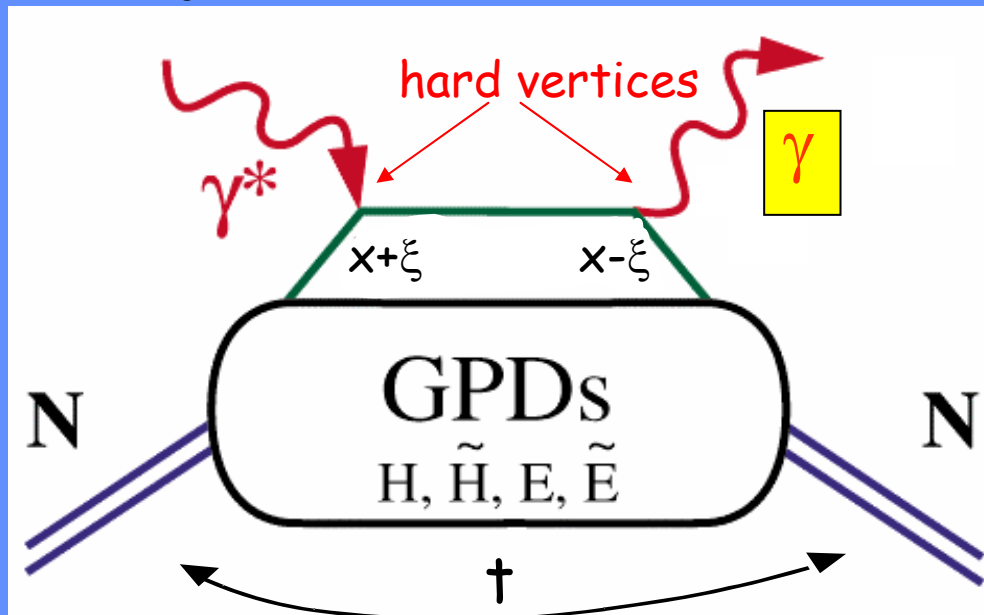 hard vertices
γ*
γ
x+ξ
x-ξ
GPDs
H, H̃, E, Ẽ
N
N
t